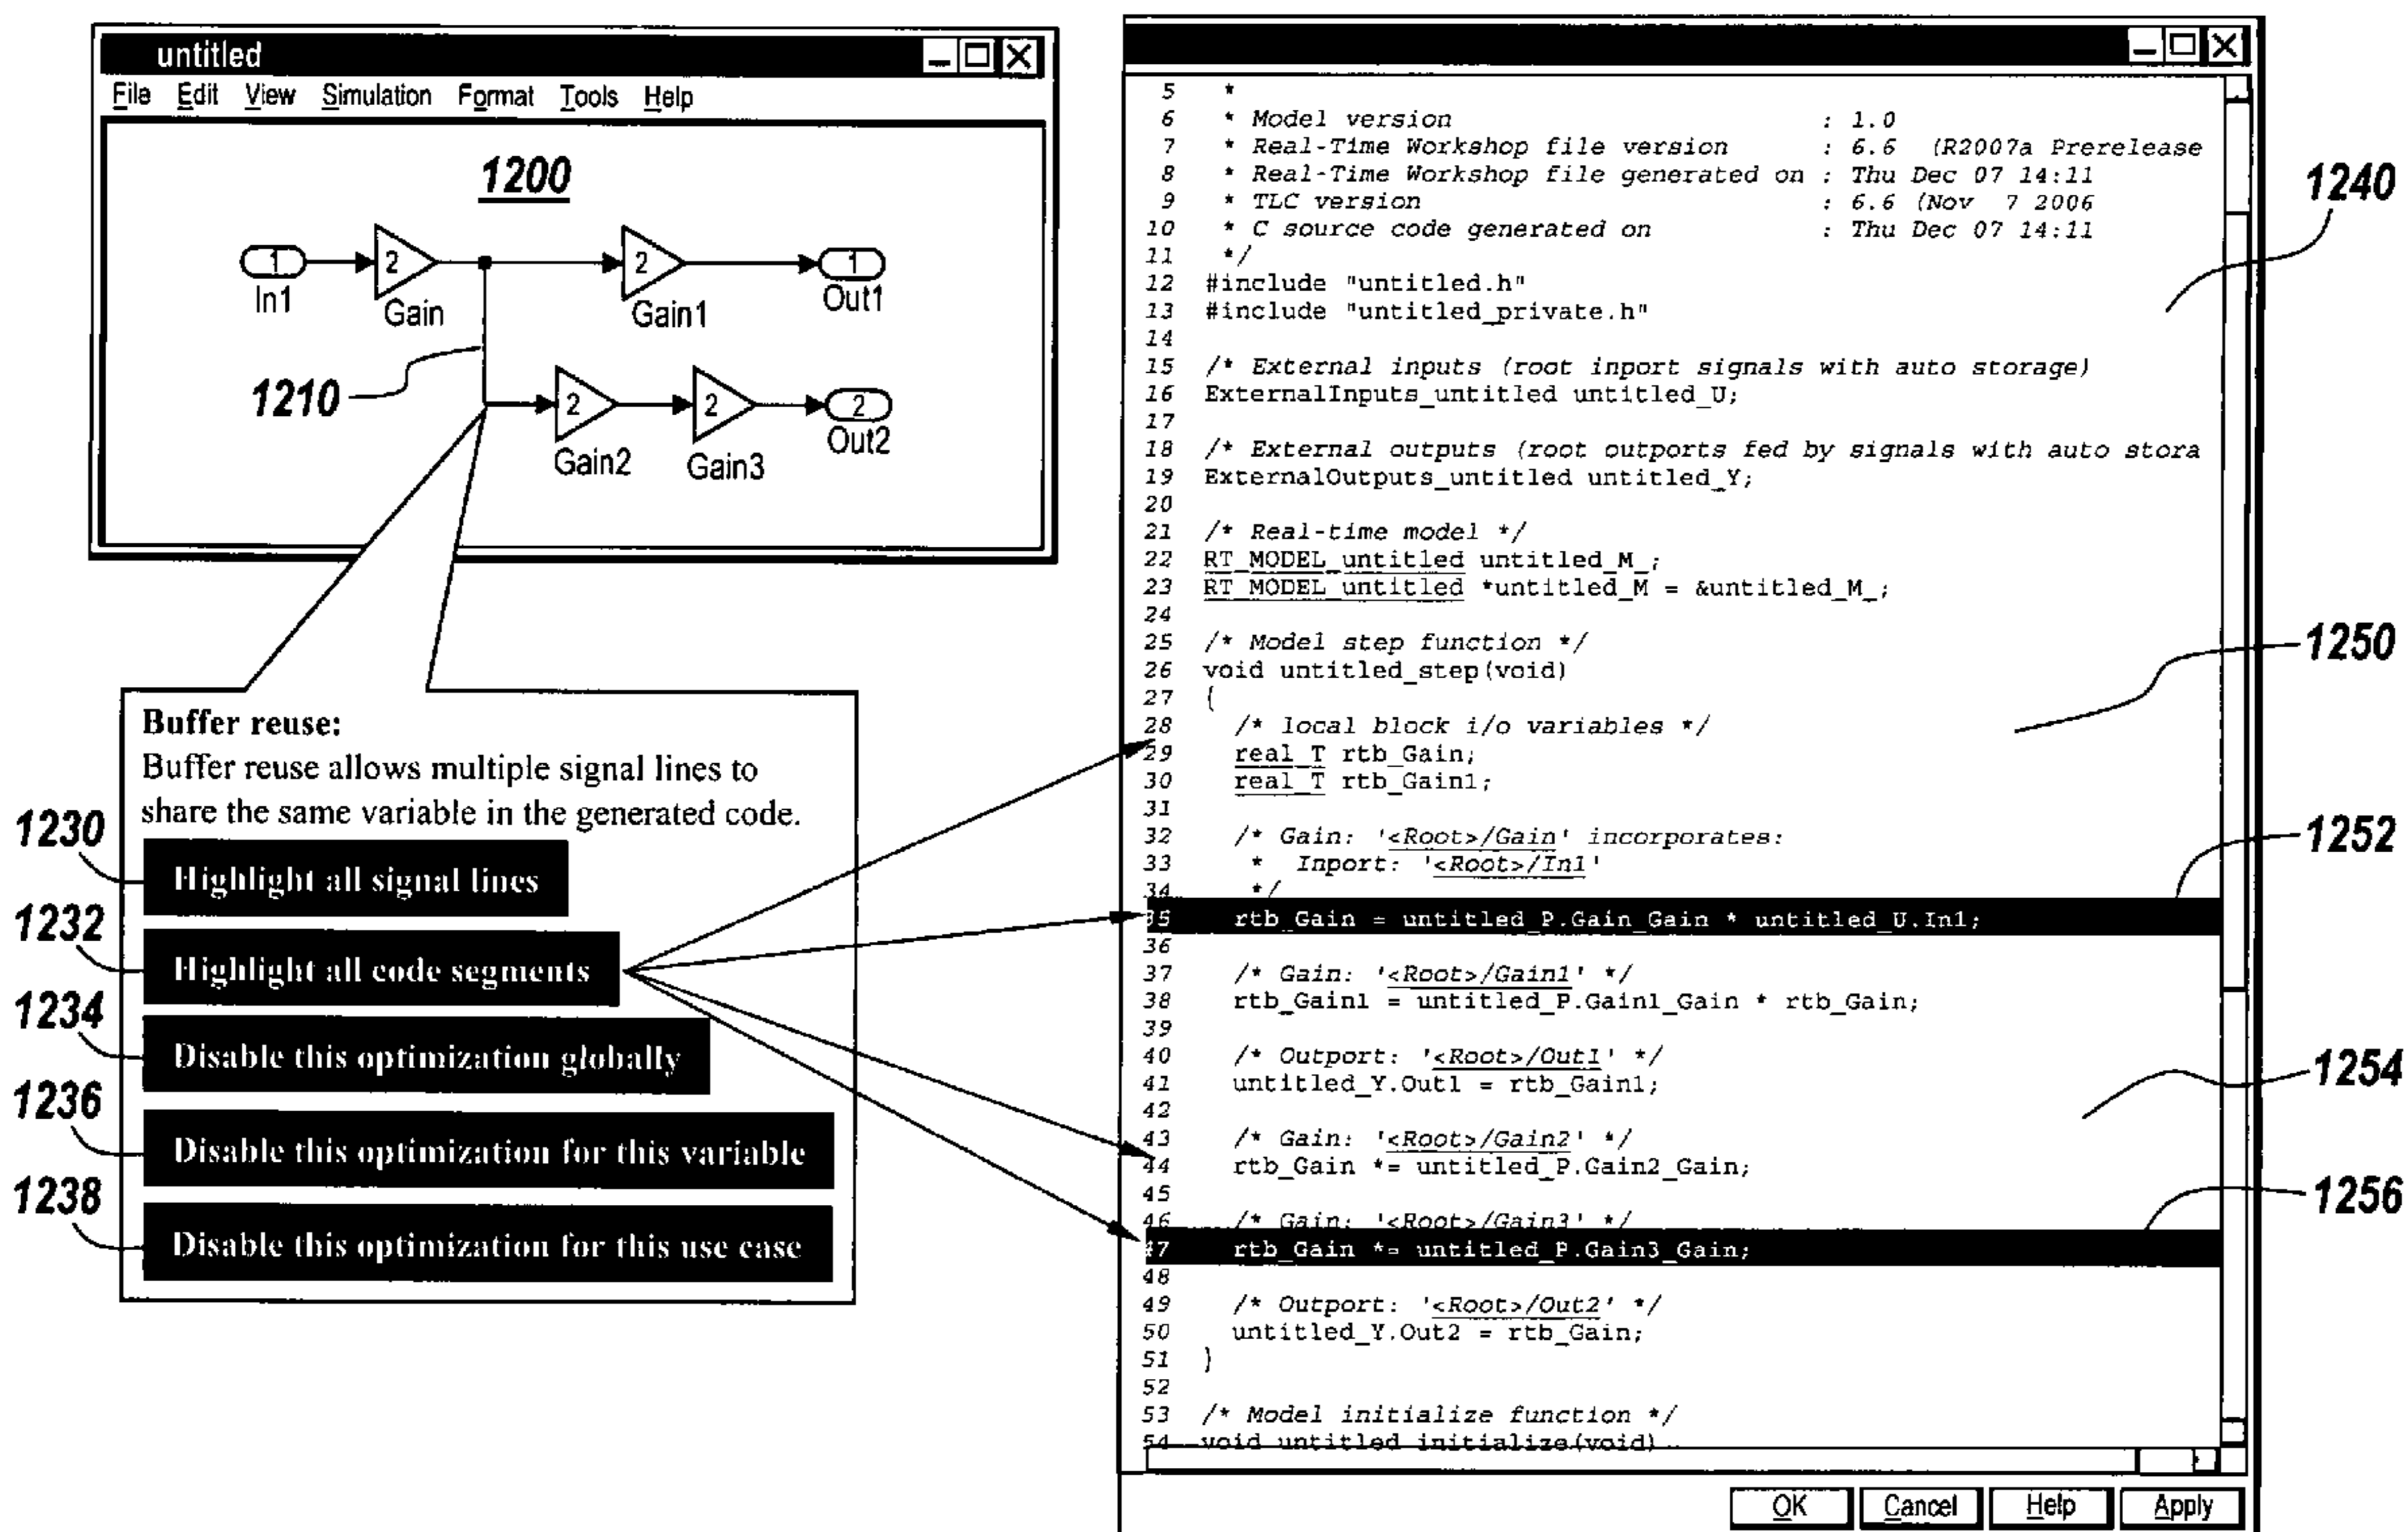 untitled
File Edit View Simulation Format Tools Help
1200
1 2 2 1
In1 Gain Gain1 Out1
1210
2 2 2
Gain2 Gain3 Out2
Buffer reuse:
Buffer reuse allows multiple signal lines to
share the same variable in the generated code.
1230
Highlight all signal lines
1232
Highlight all code segments
1234
Disable this optimization globally
1236
Disable this optimization for this variable
1238
Disable this optimization for this use case
5 *
6 * Model version : 1.0
7 * Real-Time Workshop file version : 6.6 (R2007a Prerelease
8 * Real-Time Workshop file generated on : Thu Dec 07 14:11
9 * TLC version : 6.6 (Nov 7 2006
10 * C source code generated on : Thu Dec 07 14:11
11 */
12 #include "untitled.h"
13 #include "untitled_private.h"
14
15 /* External inputs (root inport signals with auto storage)
16 ExternalInputs_untitled untitled_U;
17
18 /* External outputs (root outports fed by signals with auto stora
19 ExternalOutputs_untitled untitled_Y;
20
21 /* Real-time model */
22 RT_MODEL_untitled untitled_M_;
23 RT_MODEL_untitled *untitled_M = &untitled_M_;
24
25 /* Model step function */
26 void untitled_step(void)
27 {
28 /* local block i/o variables */
29 real_T rtb_Gain;
30 real_T rtb_Gain1;
31
32 /* Gain: '<Root>/Gain' incorporates:
33 * Inport: '<Root>/In1'
34 */
35 rtb_Gain = untitled_P.Gain_Gain * untitled_U.In1;
36
37 /* Gain: '<Root>/Gain1' */
38 rtb_Gain1 = untitled_P.Gain1_Gain * rtb_Gain;
39
40 /* Outport: '<Root>/Out1' */
41 untitled_Y.Out1 = rtb_Gain1;
42
43 /* Gain: '<Root>/Gain2' */
44 rtb_Gain *= untitled_P.Gain2_Gain;
45
46 /* Gain: '<Root>/Gain3' */
47 rtb_Gain *= untitled_P.Gain3_Gain;
48
49 /* Outport: '<Root>/Out2' */
50 untitled_Y.Out2 = rtb_Gain;
51 }
52
53 /* Model initialize function */
54 void untitled_initialize(void)
OK Cancel Help Apply
1240
1250
1252
1254
1256